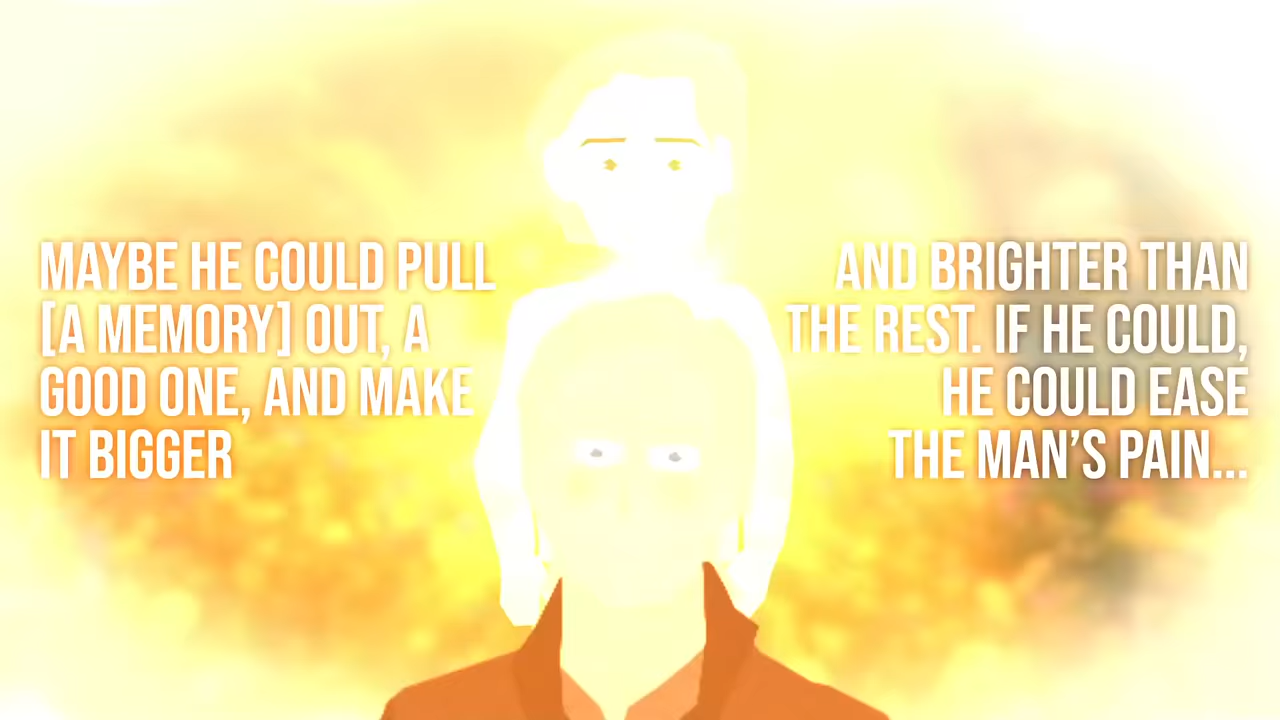 MAYBE HE COULD PULL
[A MEMORY] OUT, A
GOOD ONE, AND MAKE
IT BIGGER
AND BRIGHTER THAN
THE REST. IF HE COULD,
HE COULD EASE
THE MAN’S PAIN...